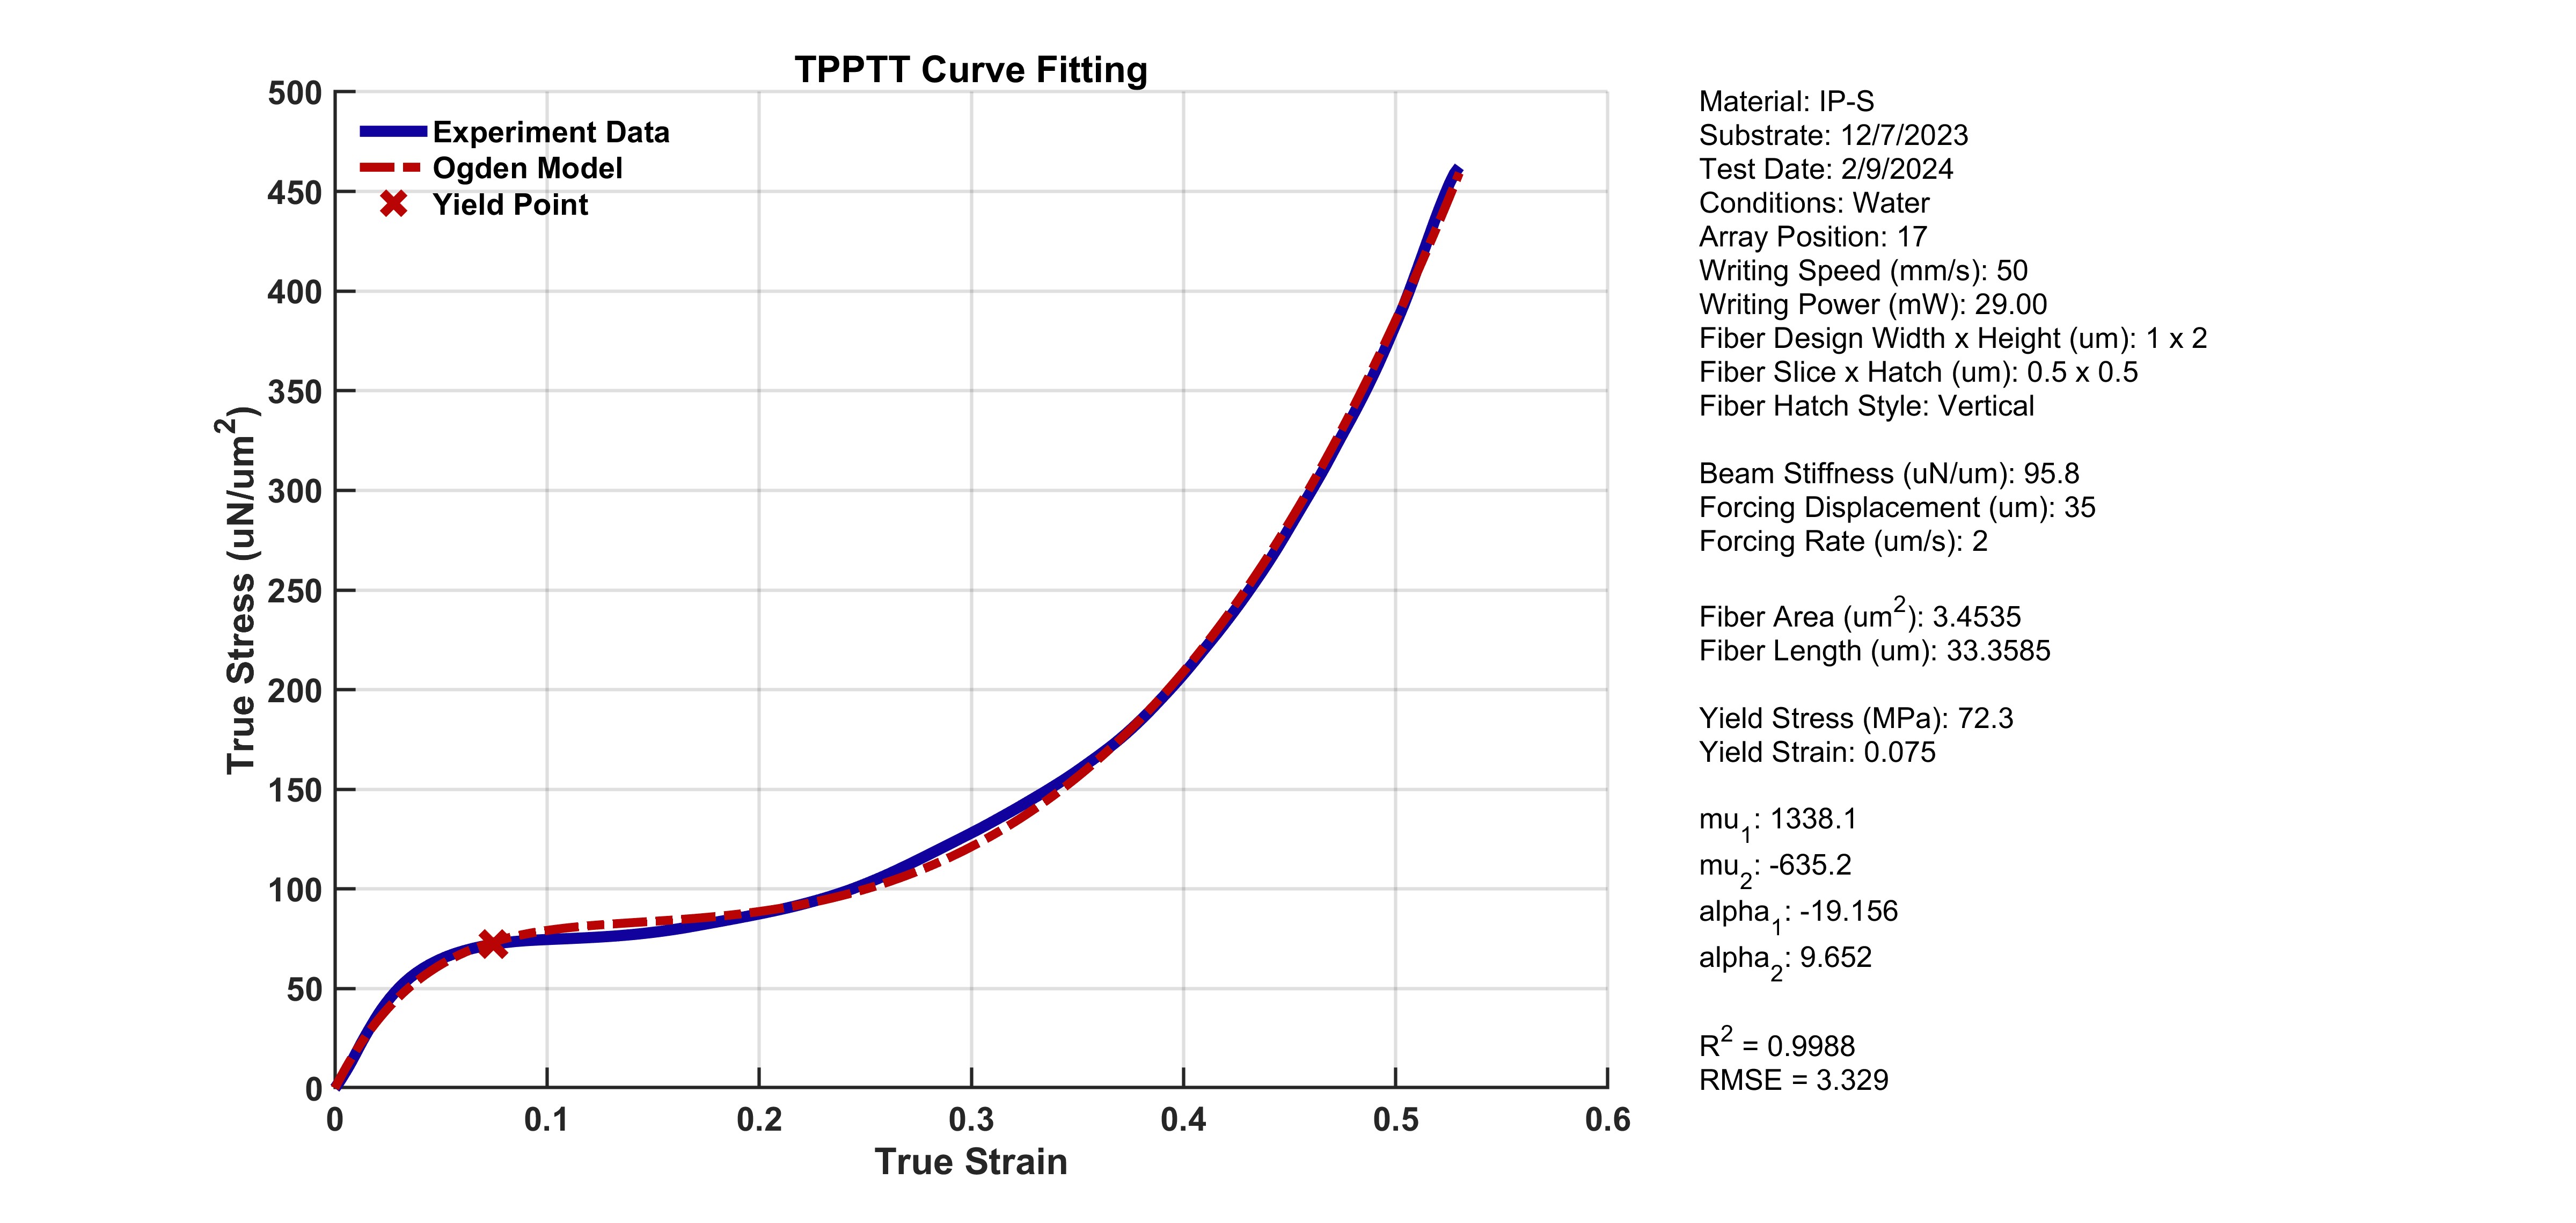 TPPTT Curve Fitting
500
450
400
350
300
250
200
150
100
50
0
True Stress (uN/um²)
Experiment Data
Ogden Model
Yield Point
0 0.1 0.2 0.3 0.4 0.5 0.6
True Strain
Material: IP-S
Substrate: 12/7/2023
Test Date: 2/9/2024
Conditions: Water
Array Position: 17
Writing Speed (mm/s): 50
Writing Power (mW): 29.00
Fiber Design Width x Height (um): 1 x 2
Fiber Slice x Hatch (um): 0.5 x 0.5
Fiber Hatch Style: Vertical
Beam Stiffness (uN/um): 95.8
Forcing Displacement (um): 35
Forcing Rate (um/s): 2
Fiber Area (um²): 3.4535
Fiber Length (um): 33.3585
Yield Stress (MPa): 72.3
Yield Strain: 0.075
mu₁: 1338.1
mu₂: -635.2
alpha₁: -19.156
alpha₂: 9.652
R² = 0.9988
RMSE = 3.329